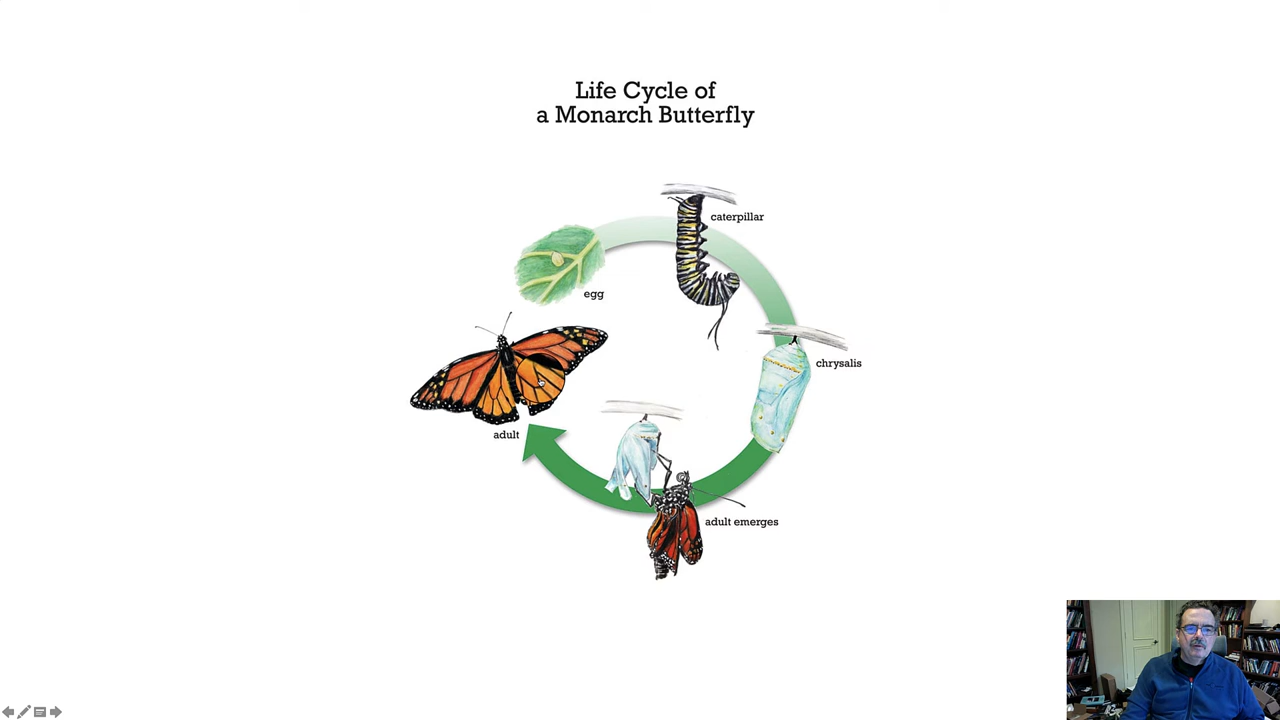 Life Cycle of
a Monarch Butterfly
caterpillar
egg
chrysalis
adult
adult emerges